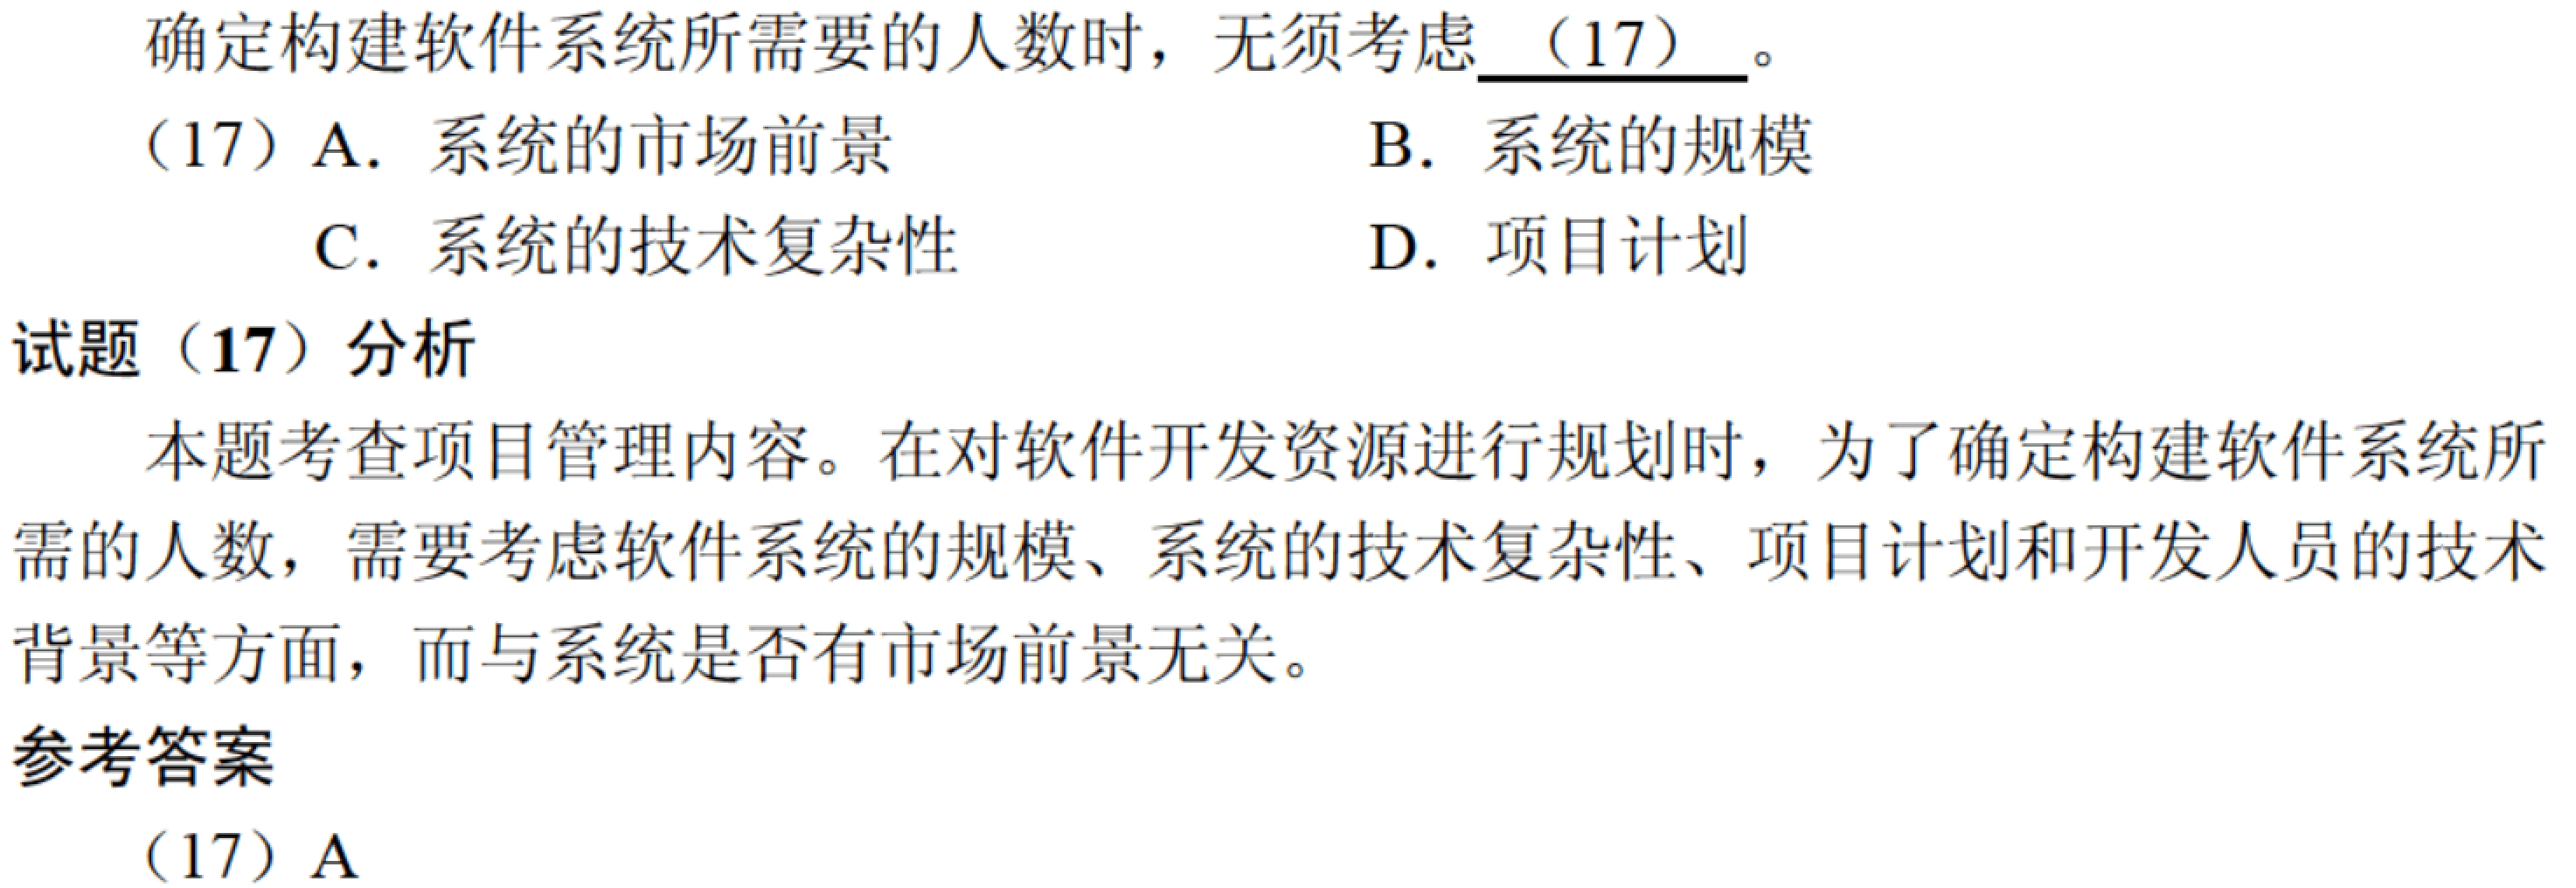 确定构建软件系统所需要的人数时，无须考虑 （17） 。
（17）A．系统的市场前景 B．系统的规模
C．系统的技术复杂性 D．项目计划
试题（17）分析
本题考查项目管理内容。在对软件开发资源进行规划时，为了确定构建软件系统所
需的人数，需要考虑软件系统的规模、系统的技术复杂性、项目计划和开发人员的技术
背景等方面，而与系统是否有市场前景无关。
参考答案
（17）A